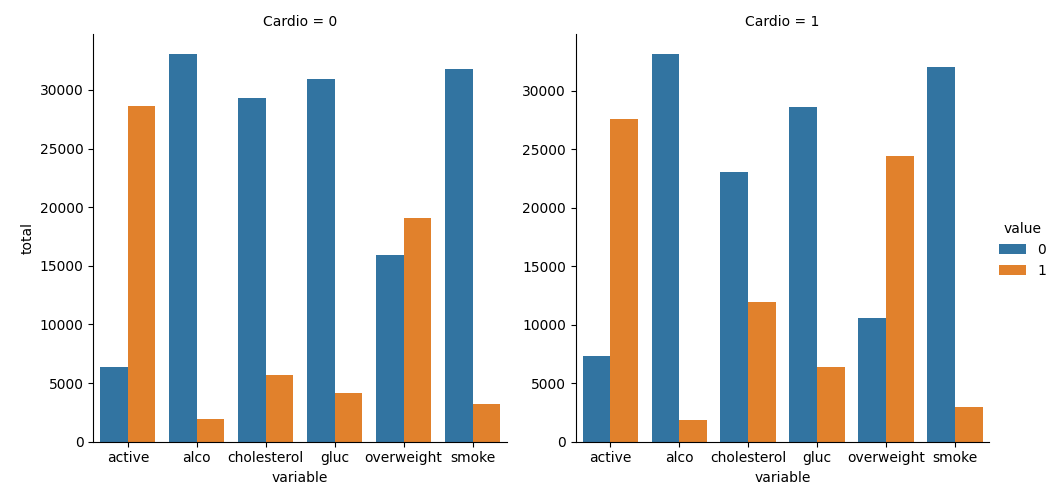 Cardio = 0
Cardio = 1
30000
25000
20000
15000
10000
5000
0
total
active alco cholesterol gluc overweight smoke
variable
30000
25000
20000
15000
10000
5000
0
active alco cholesterol gluc overweight smoke
variable
value
0
1